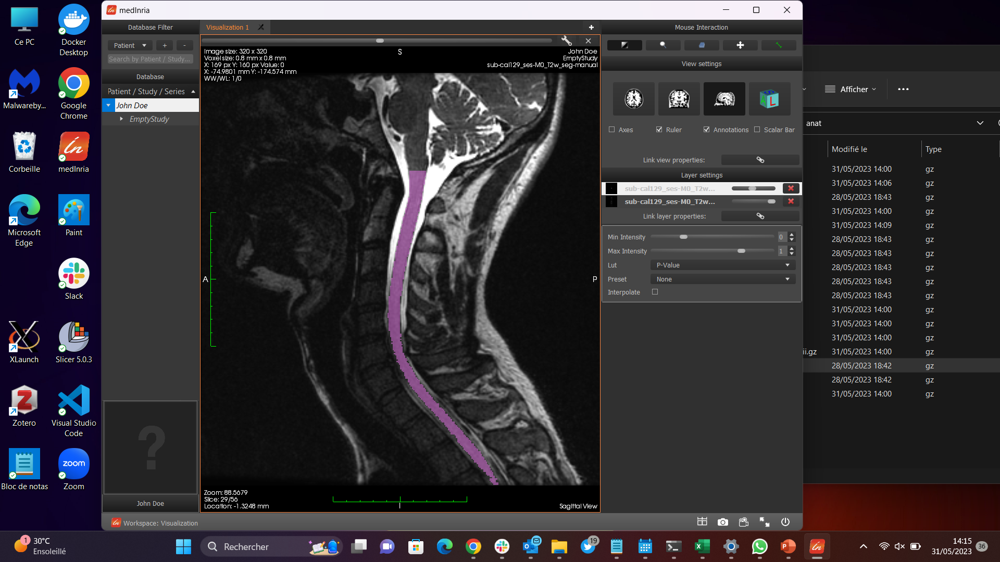 Ce PC
Docker
Desktop
Malwareby...
Google
Chrome
Corbeille
medInria
Microsoft
Edge
Paint
Slack
XLaunch
Slicer 5.0.3
Zotero
Visual Studio
Code
Bloc de notas
Zoom
zoom
medInria
Database Filter
Patient
+
-
Search by Patient / Study...
Database
Patient / Study / Series
John Doe
EmptyStudy
?
John Doe
Workspace: Visualization
Visualization 1
Image size: 320 x 320
Voxel size: 0.8 mm x 0.8 mm
X: 169 px Y: 160 px Value: 0
X: -74.9801 mm Y: -174.574 mm
WW/WL: 1/0
S
John Doe
EmptyStudy
sub-cal129_ses-M0_T2w_seg-manual
A
P
Zoom: 88.5679
Slice: 29/56
Location: -1.3248 mm
I
Sagittal View
Mouse Interaction
View settings
A
S
L
Axes
Ruler
Annotations
Scalar Bar
Link view properties:
Layer settings
sub-cal129_ses-M0_T2w...
sub-cal129_ses-M0_T2w...
Link layer properties:
Min Intensity
0
Max Intensity
1
Lut
P-Value
Preset
None
Interpolate
Afficher
anat
Modifié le
Type
31/05/2023 14:00 gz
31/05/2023 14:06 gz
28/05/2023 18:43 gz
31/05/2023 14:00 gz
31/05/2023 14:09 gz
28/05/2023 18:43 gz
28/05/2023 18:43 gz
28/05/2023 18:43 gz
28/05/2023 18:43 gz
28/05/2023 18:43 gz
31/05/2023 14:00 gz
31/05/2023 14:00 gz
31/05/2023 14:00 gz
ii.gz 31/05/2023 14:00 gz
28/05/2023 18:42 gz
28/05/2023 18:42 gz
31/05/2023 14:00 gz
1
30°C
Ensoleillé
Rechercher
19
14:15
31/05/2023
36